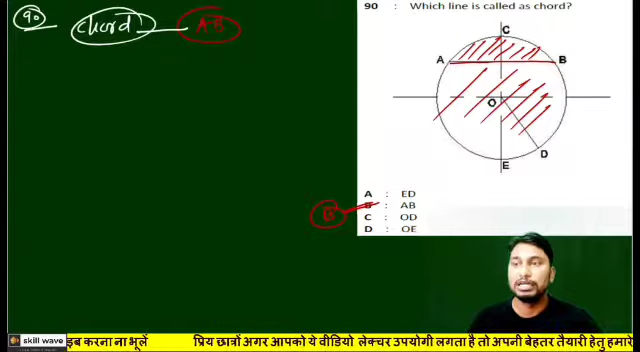 90 chord AB
90 : Which line is called as chord?
C
A B
O
D
E
A : ED
B : AB
C : OD
D : OE
B
skill wave इब करना ना भूलें प्रिय छात्रों अगर आपको ये वीडियो लेक्चर उपयोगी लगता है तो अपनी बेहतर तैयारी हेतु हमारे